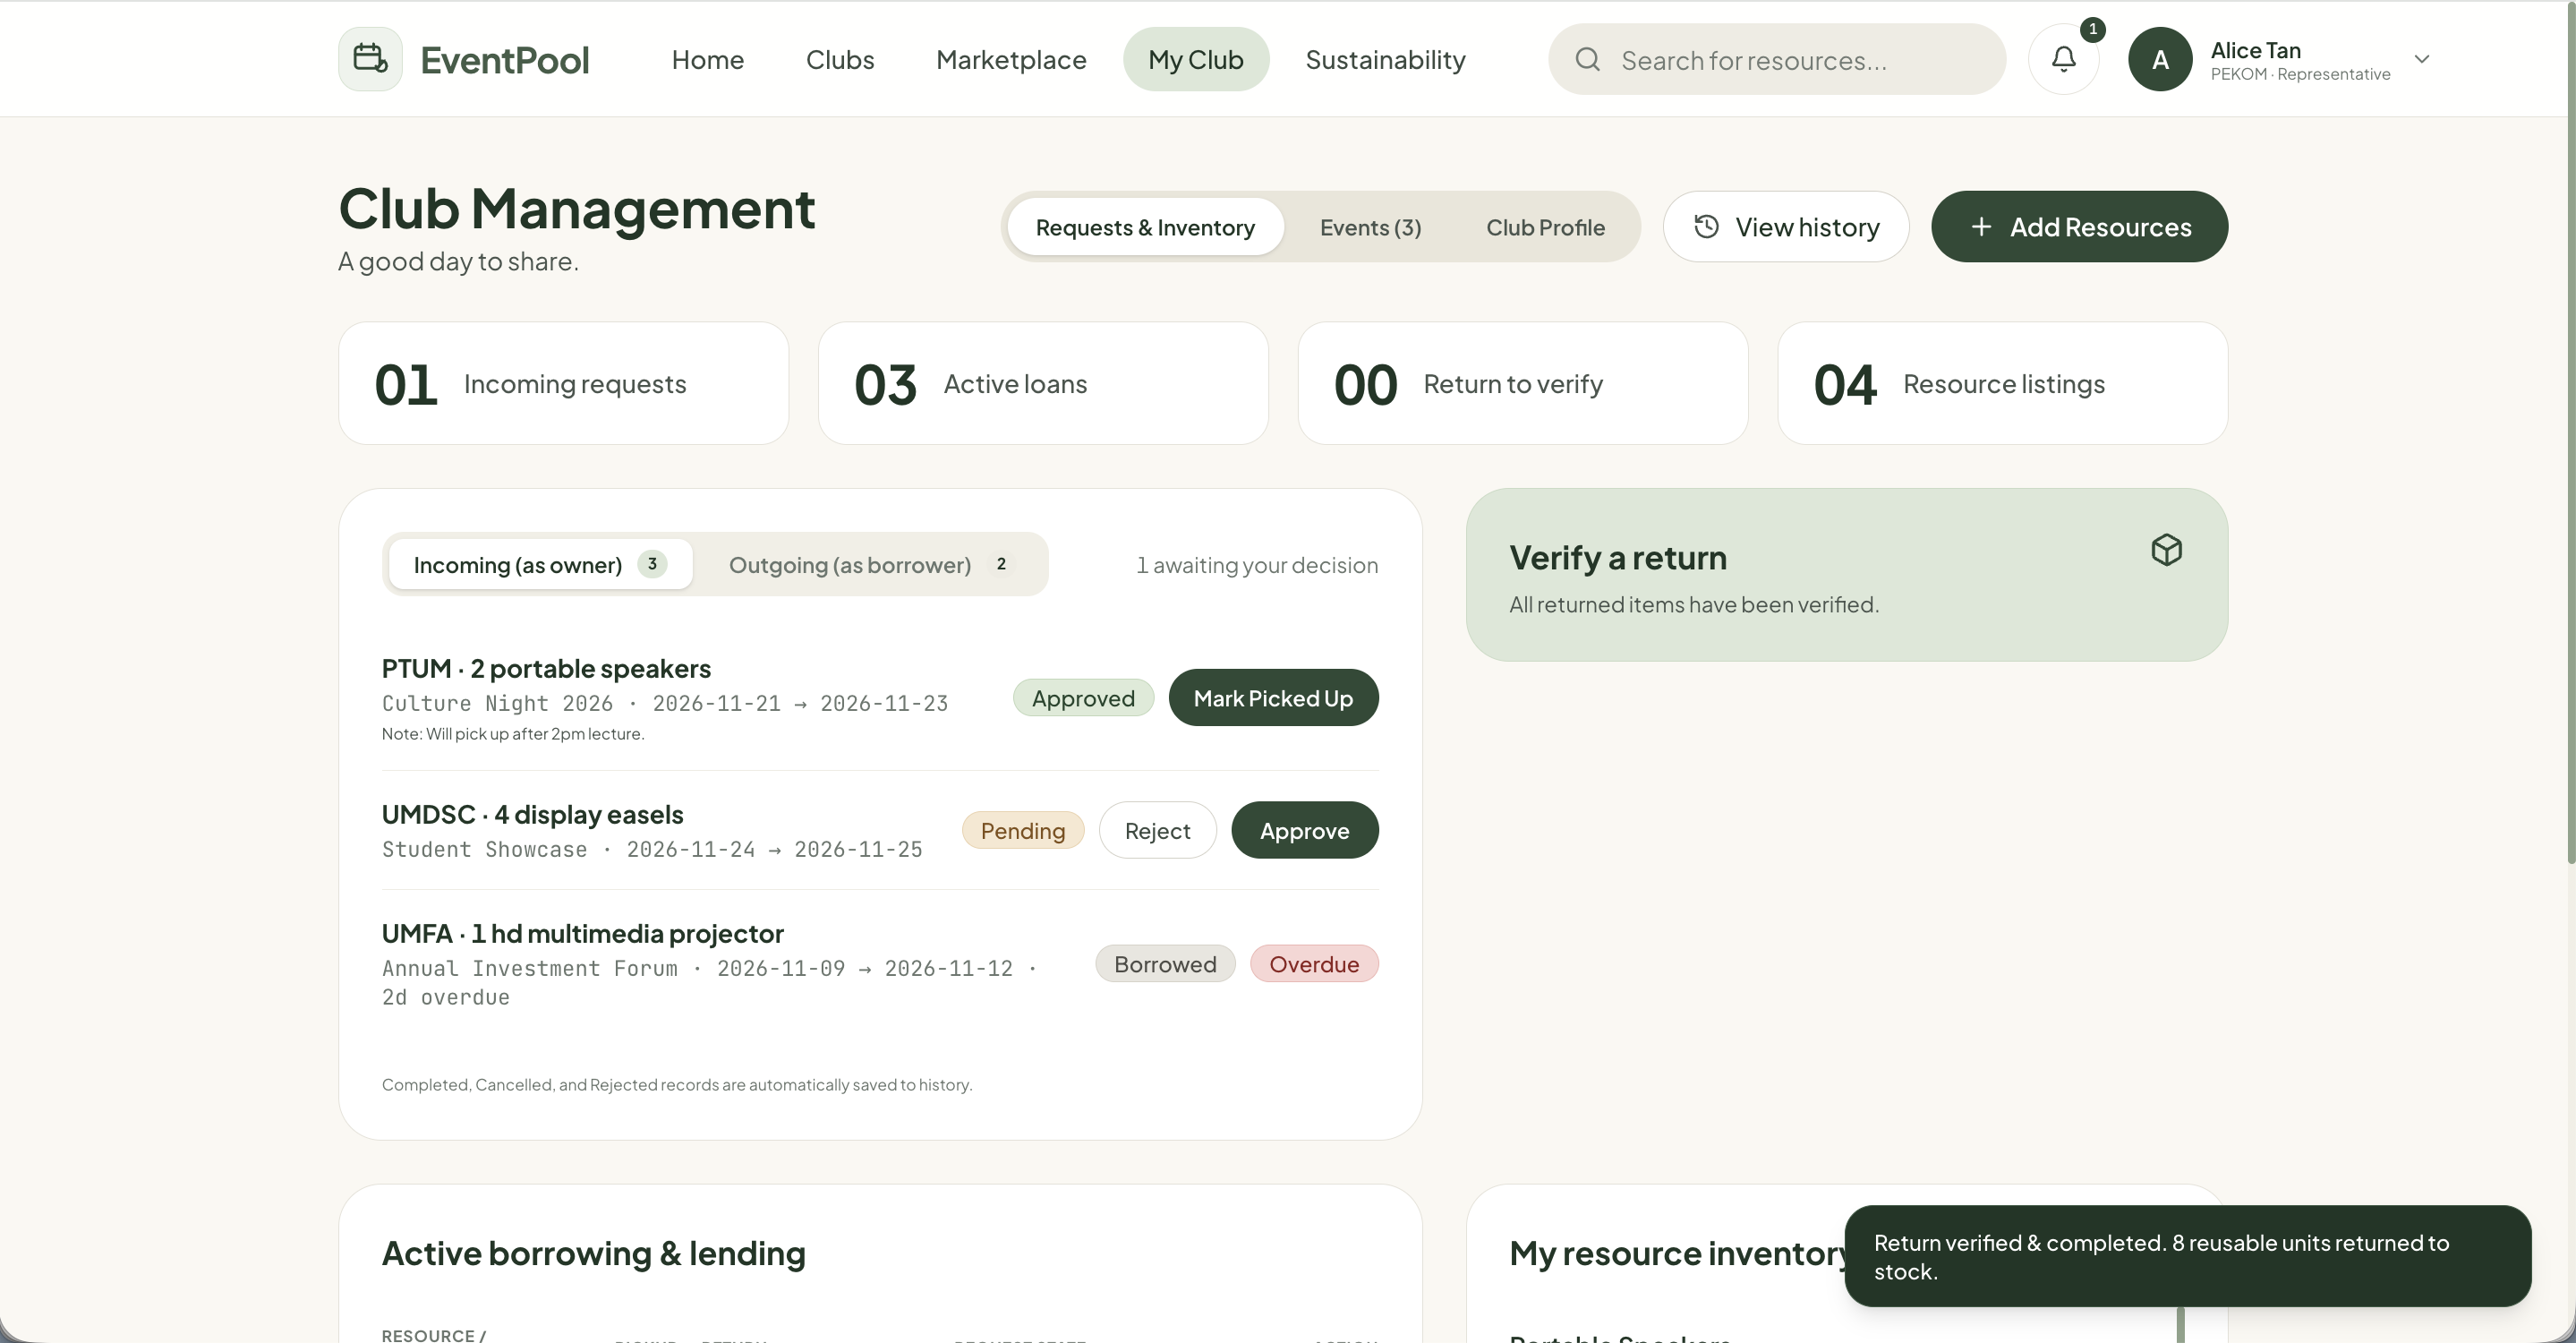 EventPool
Home
Clubs
Marketplace
My Club
Sustainability
Search for resources...
1
A
Alice Tan
PEKOM · Representative
Club Management
A good day to share.
Requests & Inventory
Events (3)
Club Profile
View history
+ Add Resources
01 Incoming requests
03 Active loans
00 Return to verify
04 Resource listings
Incoming (as owner) 3
Outgoing (as borrower) 2
1 awaiting your decision
PTUM · 2 portable speakers
Culture Night 2026 · 2026-11-21 → 2026-11-23
Note: Will pick up after 2pm lecture.
Approved
Mark Picked Up
UMDSC · 4 display easels
Student Showcase · 2026-11-24 → 2026-11-25
Pending
Reject
Approve
UMFA · 1 hd multimedia projector
Annual Investment Forum · 2026-11-09 → 2026-11-12 ·
2d overdue
Borrowed
Overdue
Completed, Cancelled, and Rejected records are automatically saved to history.
Verify a return
All returned items have been verified.
Active borrowing & lending
RESOURCE /
My resource inventory
Return verified & completed. 8 reusable units returned to
stock.